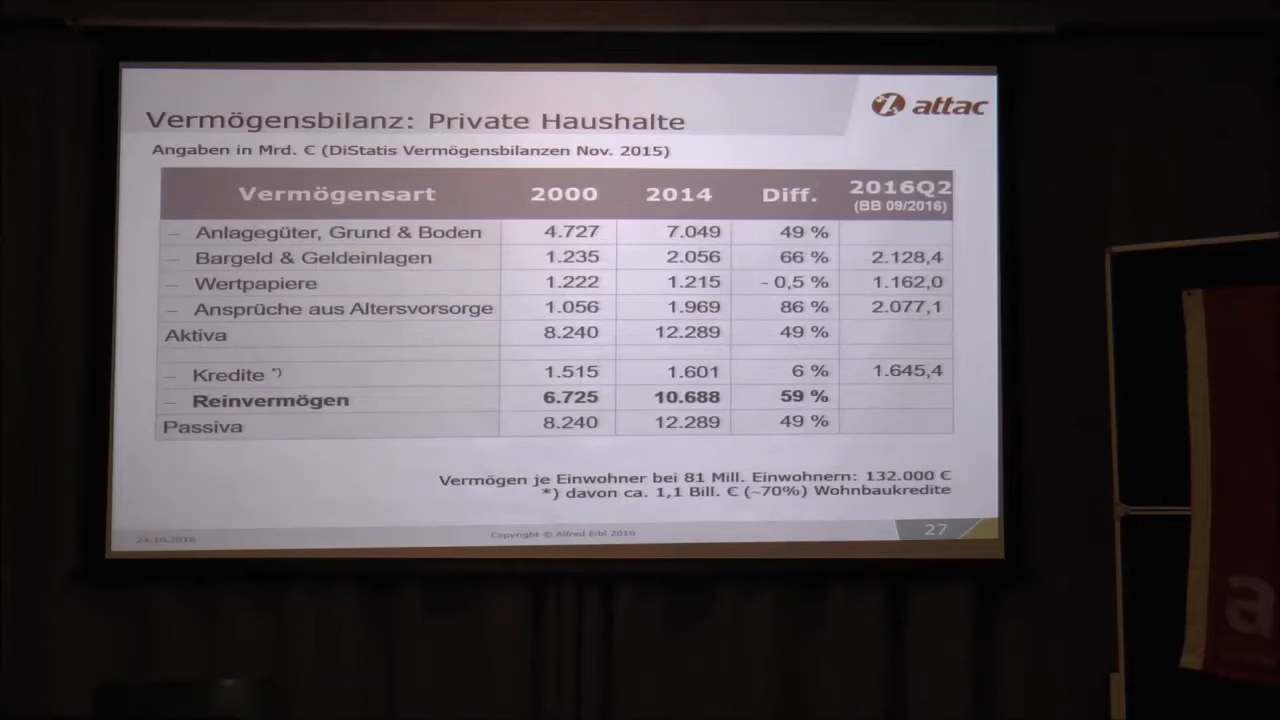 attac
Vermögensbilanz: Private Haushalte
Angaben in Mrd. € (DiStatis Vermögensbilanzen Nov. 2015)
Vermögensart 2000 2014 Diff. 2016Q2 (BB 09/2016)
– Anlagegüter, Grund & Boden 4.727 7.049 49 %
– Bargeld & Geldeinlagen 1.235 2.056 66 % 2.128,4
– Wertpapiere 1.222 1.215 - 0,5 % 1.162,0
– Ansprüche aus Altersvorsorge 1.056 1.969 86 % 2.077,1
Aktiva 8.240 12.289 49 %
– Kredite *) 1.515 1.601 6 % 1.645,4
– Reinvermögen 6.725 10.688 59 %
Passiva 8.240 12.289 49 %
Vermögen je Einwohner bei 81 Mill. Einwohnern: 132.000 €
*) davon ca. 1,1 Bill. € (~70%) Wohnbaukredite
24.10.2016 Copyright © Alfred Eibl 2016 27
a